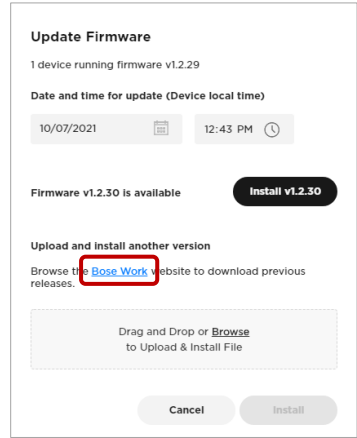 Update Firmware
1 device running firmware v1.2.29
Date and time for update (Device local time)
10/07/2021
12:43 PM
Firmware v1.2.30 is available
Install v1.2.30
Upload and install another version
Browse the Bose Work website to download previous
releases.
Drag and Drop or Browse
to Upload & Install File
Cancel
Install